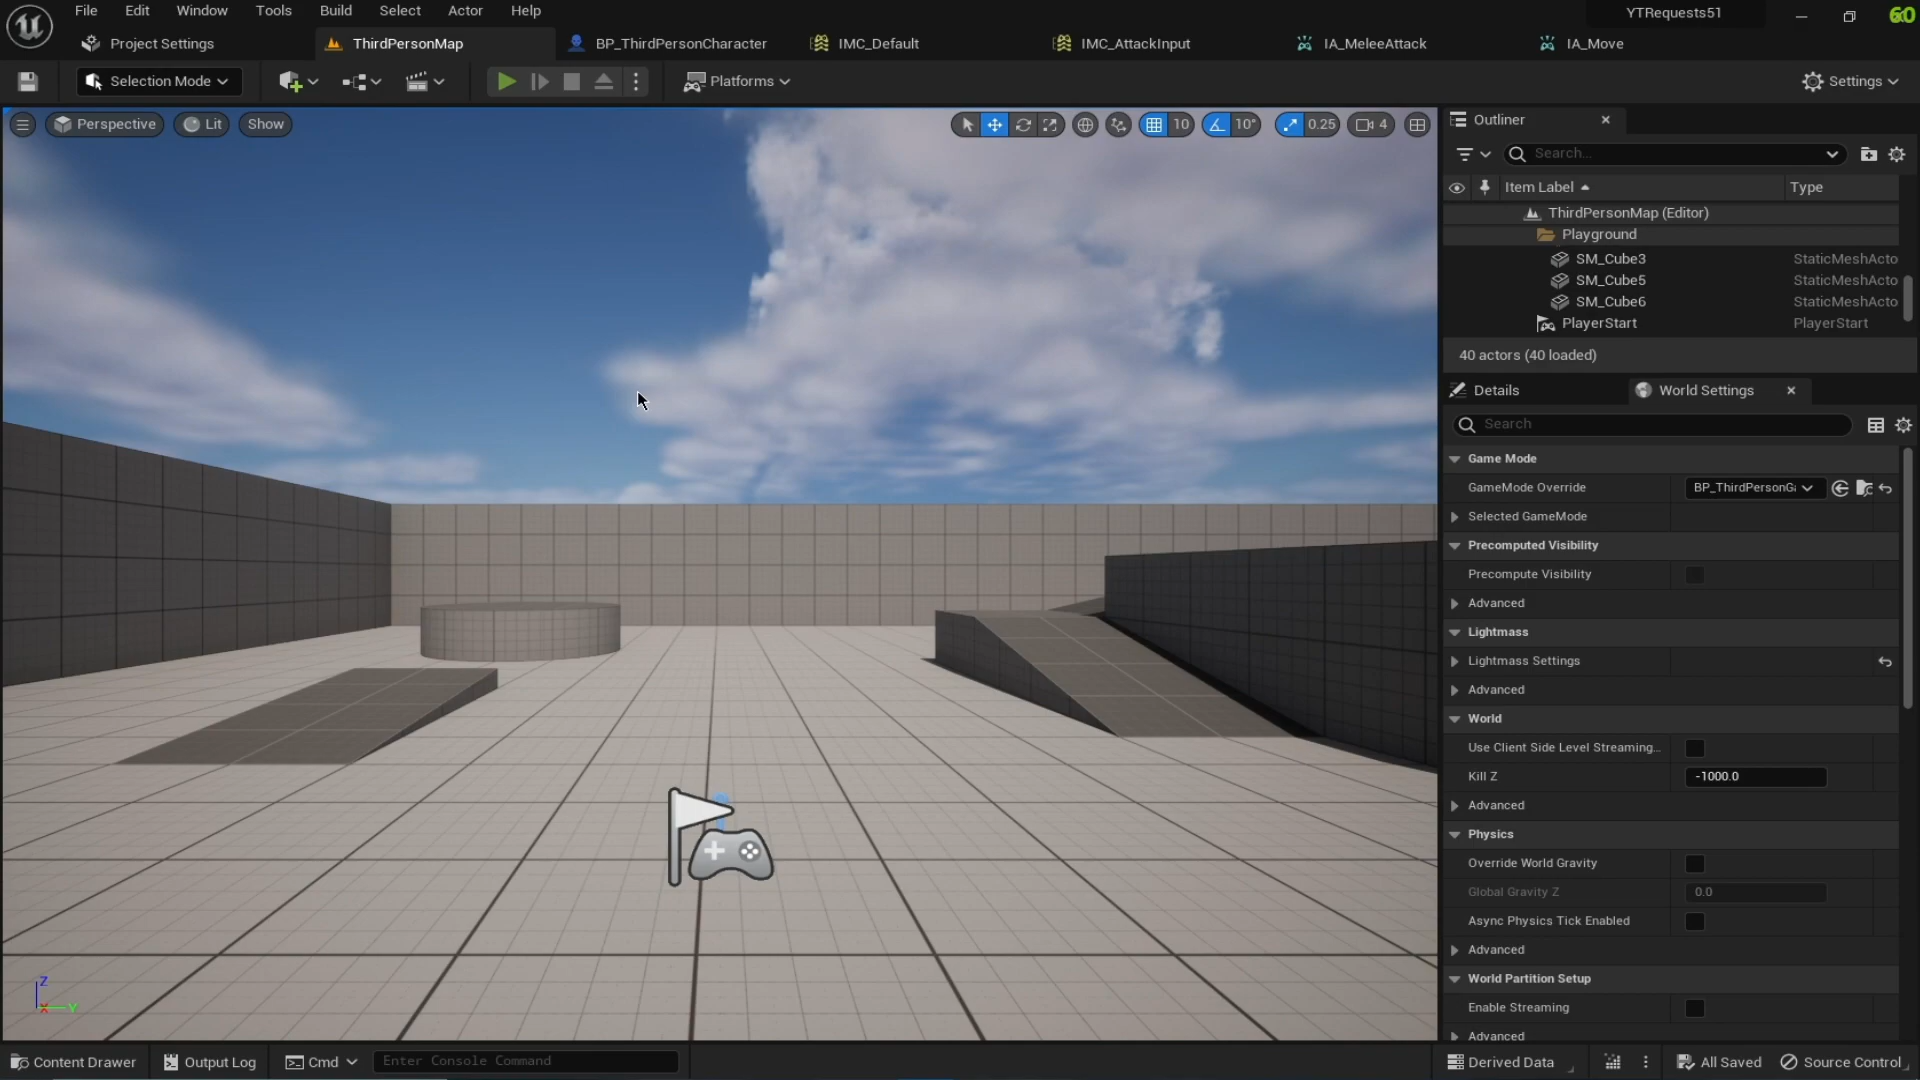 File Edit Window Tools Build Select Actor Help
YTRequests51
60
Project Settings
ThirdPersonMap
BP_ThirdPersonCharacter
IMC_Default
IMC_AttackInput
IA_MeleeAttack
IA_Move
Selection Mode
Platforms
Settings
Perspective
Lit
Show
10
10°
0.25
4
Outliner
Search...
Item Label
Type
ThirdPersonMap (Editor)
Playground
SM_Cube3 StaticMeshActo
SM_Cube5 StaticMeshActo
SM_Cube6 StaticMeshActo
PlayerStart PlayerStart
40 actors (40 loaded)
Details
World Settings
Search
Game Mode
GameMode Override BP_ThirdPersonGa
Selected GameMode
Precomputed Visibility
Precompute Visibility
Advanced
Lightmass
Lightmass Settings
Advanced
World
Use Client Side Level Streaming...
Kill Z -1000.0
Advanced
Physics
Override World Gravity
Global Gravity Z 0.0
Async Physics Tick Enabled
Advanced
World Partition Setup
Enable Streaming
Advanced
Z
X
Y
Content Drawer
Output Log
Cmd
Enter Console Command
Derived Data
All Saved
Source Control